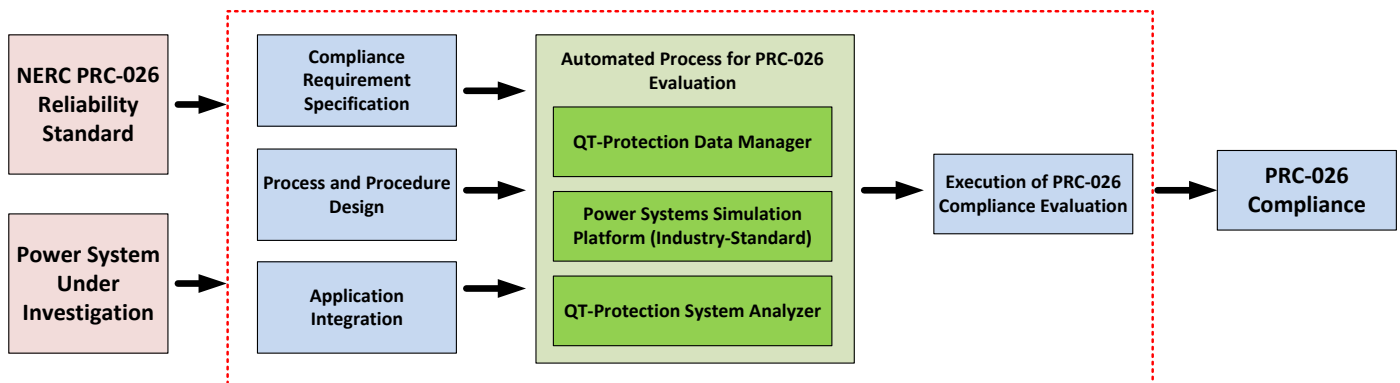 NERC PRC-026
Reliability
Standard
Power System
Under
Investigation
Compliance
Requirement
Specification
Process and Procedure
Design
Application
Integration
Automated Process for PRC-026
Evaluation
QT-Protection Data Manager
Power Systems Simulation
Platform (Industry-Standard)
QT-Protection System Analyzer
Execution of PRC-026
Compliance Evaluation
PRC-026
Compliance